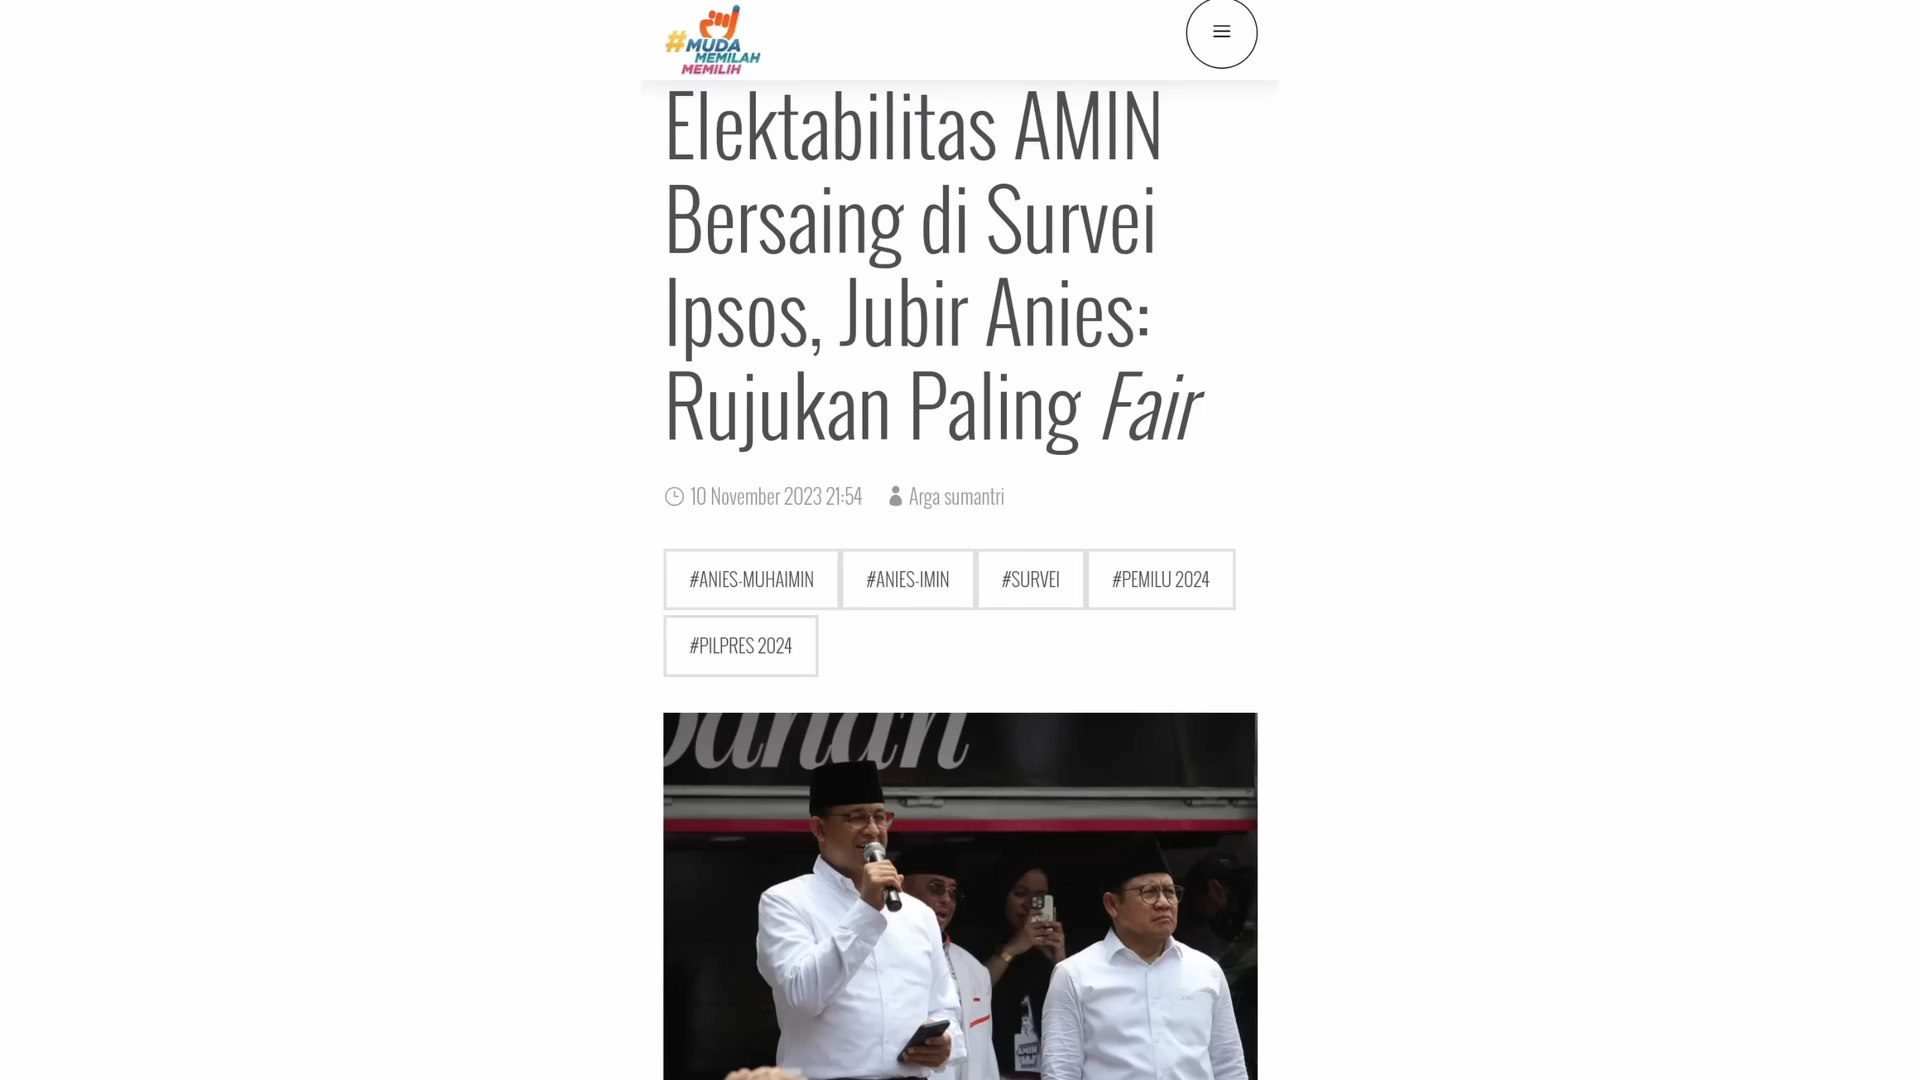 #MUDA
MEMILAH
MEMILIH
Elektabilitas AMIN
Bersaing di Survei
Ipsos, Jubir Anies:
Rujukan Paling Fair
10 November 2023 21:54 Arga sumantri
#ANIES-MUHAIMIN #ANIES-IMIN #SURVEI #PEMILU 2024
#PILPRES 2024
AMIN